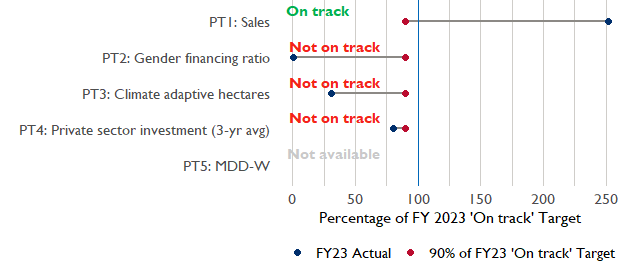 On track
PT1: Sales
Not on track
PT2: Gender financing ratio
Not on track
PT3: Climate adaptive hectares
Not on track
PT4: Private sector investment (3-yr avg)
Not available
PT5: MDD-W
0 50 100 150 200 250
Percentage of FY 2023 'On track' Target
FY23 Actual 90% of FY23 'On track' Target